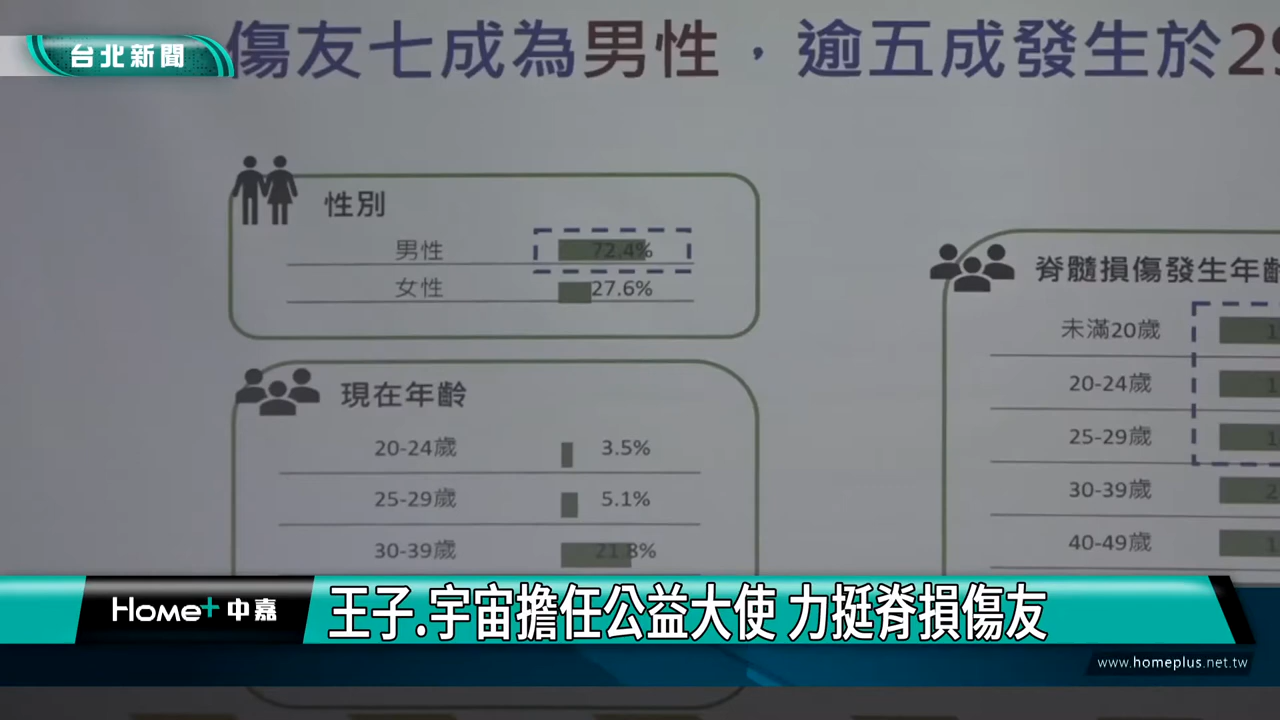 台北新聞
傷友七成為男性，逾五成發生於29
性別
男性 72.4%
女性 27.6%
現在年齡
20-24歲 3.5%
25-29歲 5.1%
30-39歲 21.8%
脊髓損傷發生年齡
未滿20歲
20-24歲
25-29歲
30-39歲
40-49歲
Home+中嘉
王子.宇宙擔任公益大使 力挺脊損傷友
www.homeplus.net.tw